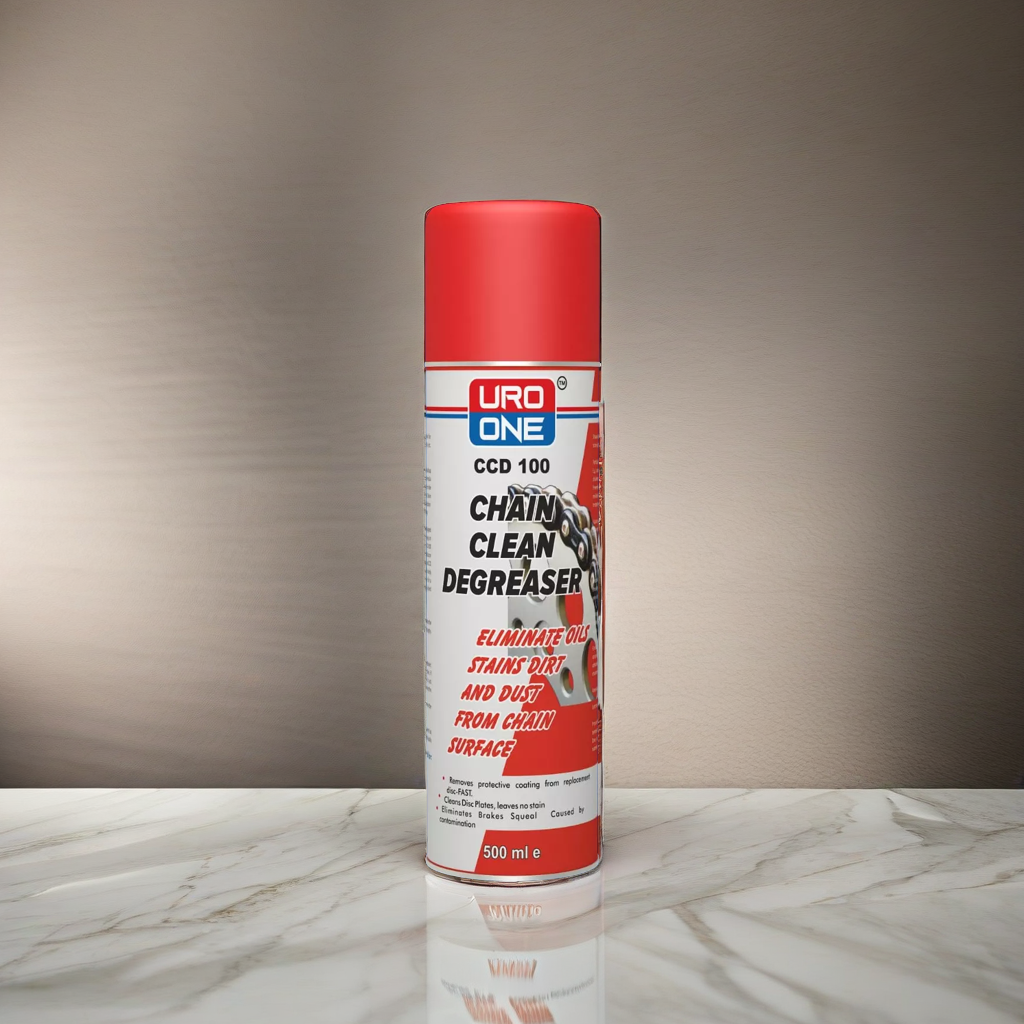 URO
ONE
TM
CCD 100
CHAIN
CLEAN
DEGREASER
ELIMINATE OILS
STAINS DIRT
AND DUST
FROM CHAIN
SURFACE
• Removes protective coating from replacement
disc-FAST.
• Cleans Disc Plates, leaves no stain
• Eliminates Brakes Squeal Caused by
contamination
500 ml e